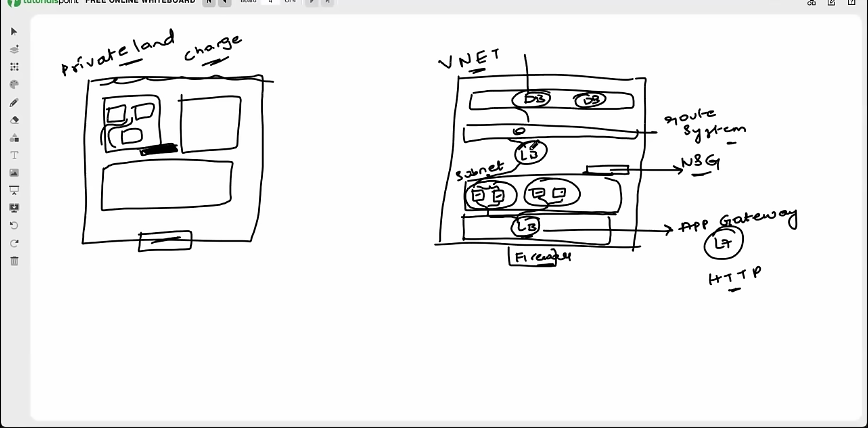 tutorialspoint FREE ONLINE WHITEBOARD
Private land charge
VNET
DB DB
route
System
LB
NSG
Subnet
APP Gateway
LB
L7
Firewall
HTTP